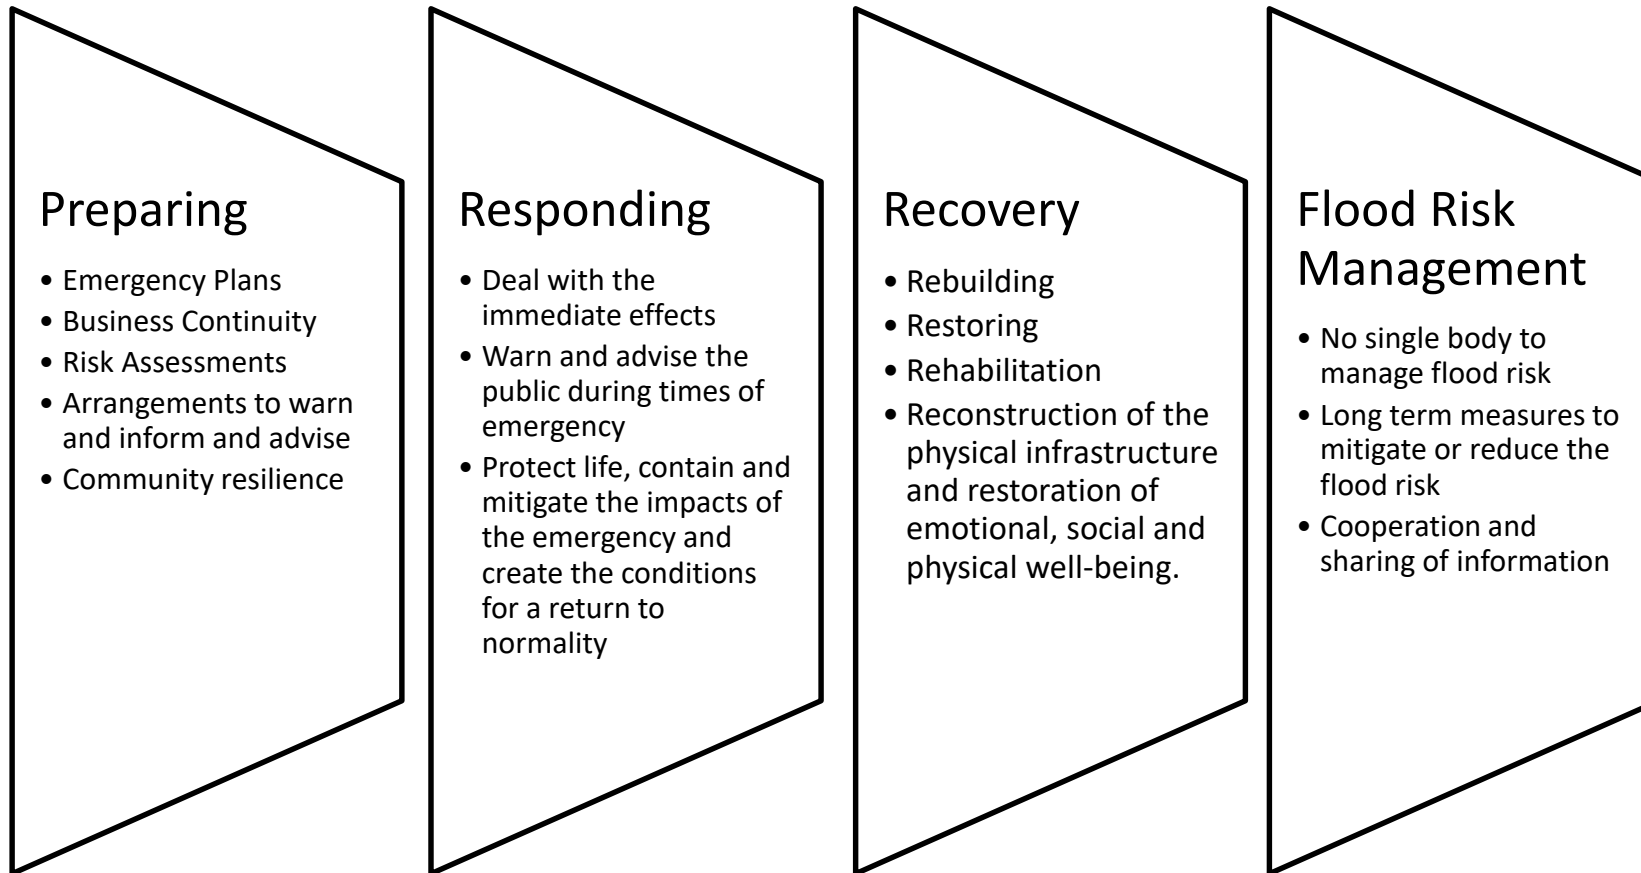 Preparing
• Emergency Plans
• Business Continuity
• Risk Assessments
• Arrangements to warn
and inform and advise
• Community resilience
Responding
• Deal with the
immediate effects
• Warn and advise the
public during times of
emergency
• Protect life, contain and
mitigate the impacts of
the emergency and
create the conditions
for a return to
normality
Recovery
• Rebuilding
• Restoring
• Rehabilitation
• Reconstruction of the
physical infrastructure
and restoration of
emotional, social and
physical well-being.
Flood Risk
Management
• No single body to
manage flood risk
• Long term measures to
mitigate or reduce the
flood risk
• Cooperation and
sharing of information